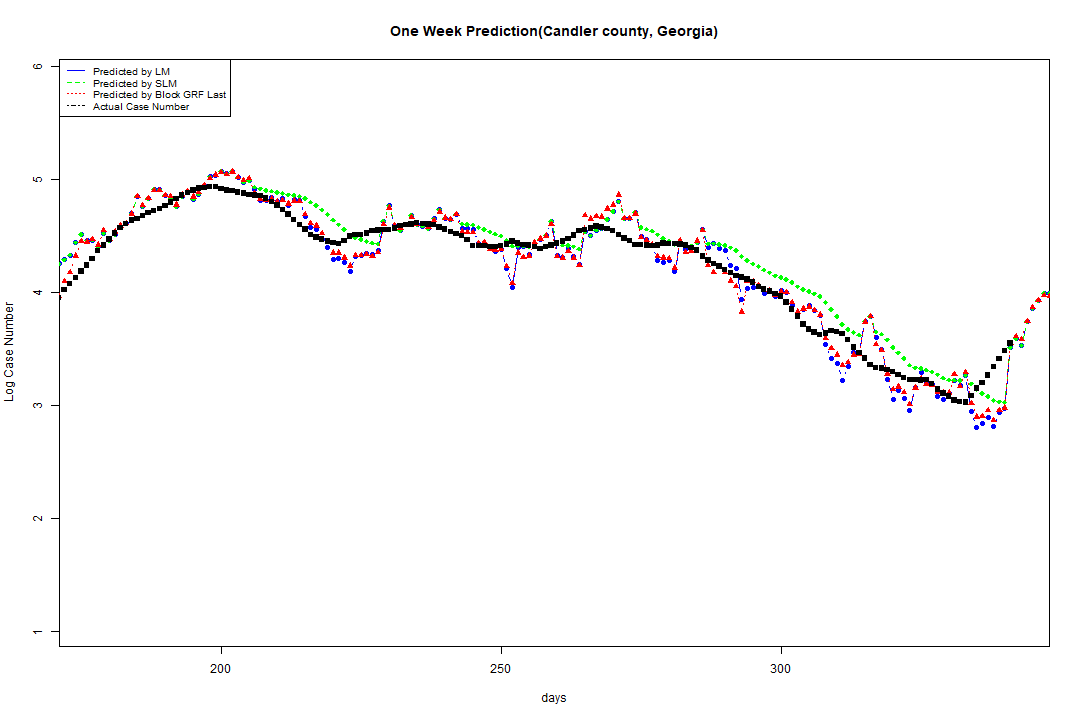 One Week Prediction(Candler county, Georgia)
Predicted by LM
Predicted by SLM
Predicted by Block GRF Last
Actual Case Number
6
5
4
3
2
1
Log Case Number
200
250
300
days